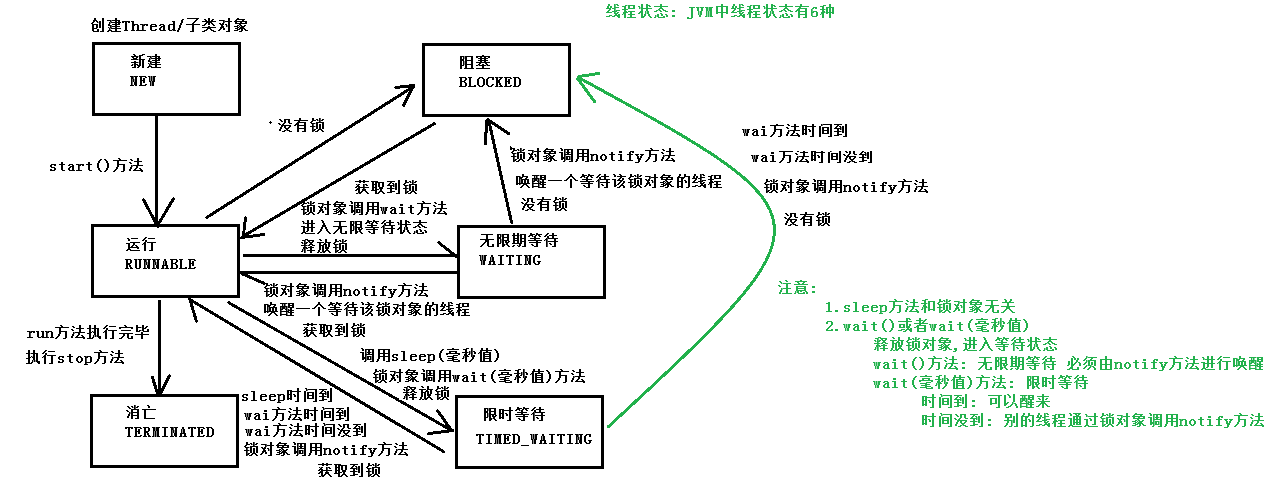 线程状态: JVM中线程状态有6种
创建Thread/子类对象
新建
NEW
阻塞
BLOCKED
没有锁
start()方法
获取到锁
锁对象调用wait方法
进入无限等待状态
释放锁
锁对象调用notify方法
唤醒一个等待该锁对象的线程
没有锁
wai方法时间到
wai万法时间没到
锁对象调用notify方法
没有锁
运行
RUNNABLE
无限期等待
WAITING
锁对象调用notify方法
唤醒一个等待该锁对象的线程
获取到锁
run方法执行完毕
执行stop方法
调用sleep(毫秒值)
锁对象调用wait(毫秒值)方法
释放锁
消亡
TERMINATED
sleep时间到
wai方法时间到
wai方法时间没到
锁对象调用notify方法
获取到锁
限时等待
TIMED_WAITING
注意:
1.sleep方法和锁对象无关
2.wait()或者wait(毫秒值)
释放锁对象,进入等待状态
wait()方法: 无限期等待 必须由notify方法进行唤醒
wait(毫秒值)方法: 限时等待
时间到: 可以醒来
时间没到: 别的线程通过锁对象调用notify方法